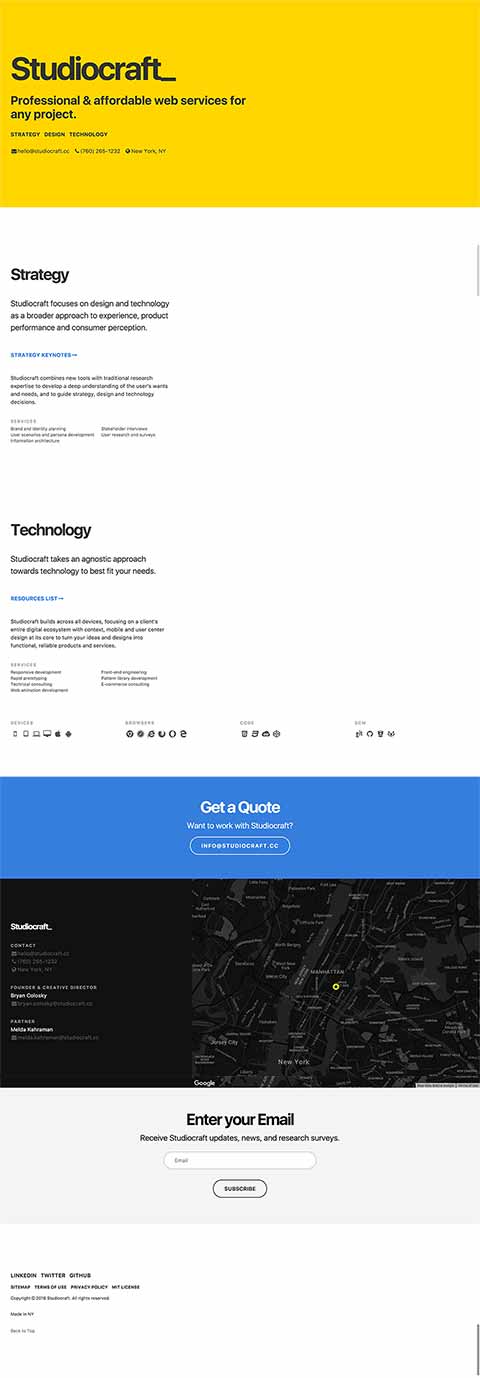 Studiocraft_
Professional & affordable web services for
any project.
STRATEGY DESIGN TECHNOLOGY
hello@studiocraft.cc (760) 265-1232 New York, NY
Strategy
Studiocraft focuses on design and technology
as a broader approach to experience, product
performance and consumer perception.
STRATEGY KEYNOTES
Studiocraft combines new tools with traditional research
expertise to develop a deep understanding of the user's wants
and needs, and to guide strategy, design and technology
decisions.
SERVICES
Brand and identity planning Stakeholder interviews
User scenarios and persona development User research and surveys
Information architecture
Technology
Studiocraft takes an agnostic approach
towards technology to best fit your needs.
RESOURCES LIST
Studiocraft builds across all devices, focusing on a client's
entire digital ecosystem with context, mobile and user center
design at its core to turn your ideas and designs into
functional, reliable products and services.
SERVICES
Responsive development Front-end engineering
Rapid prototyping Pattern library development
Technical consulting E-commerce consulting
Web animation development
DEVICES BROWSERS CODE SCM
Get a Quote
Want to work with Studiocraft?
INFO@STUDIOCRAFT.CC
Studiocraft_
CONTACT
hello@studiocraft.cc
(760) 265-1232
New York, NY
FOUNDER & CREATIVE DIRECTOR
Bryan Colosky
bryan.colosky@studiocraft.cc
PARTNER
Melda Kahraman
melda.kahraman@studiocraft.cc
North Bergen
Union City
MANHATTAN
Hoboken
Jersey City
New York
Google
Enter your Email
Receive Studiocraft updates, news, and research surveys.
Email
SUBSCRIBE
LINKEDIN TWITTER GITHUB
SITEMAP TERMS OF USE PRIVACY POLICY MIT LICENSE
Copyright © 2016 Studiocraft. All rights reserved.
Made in NY
Back to Top